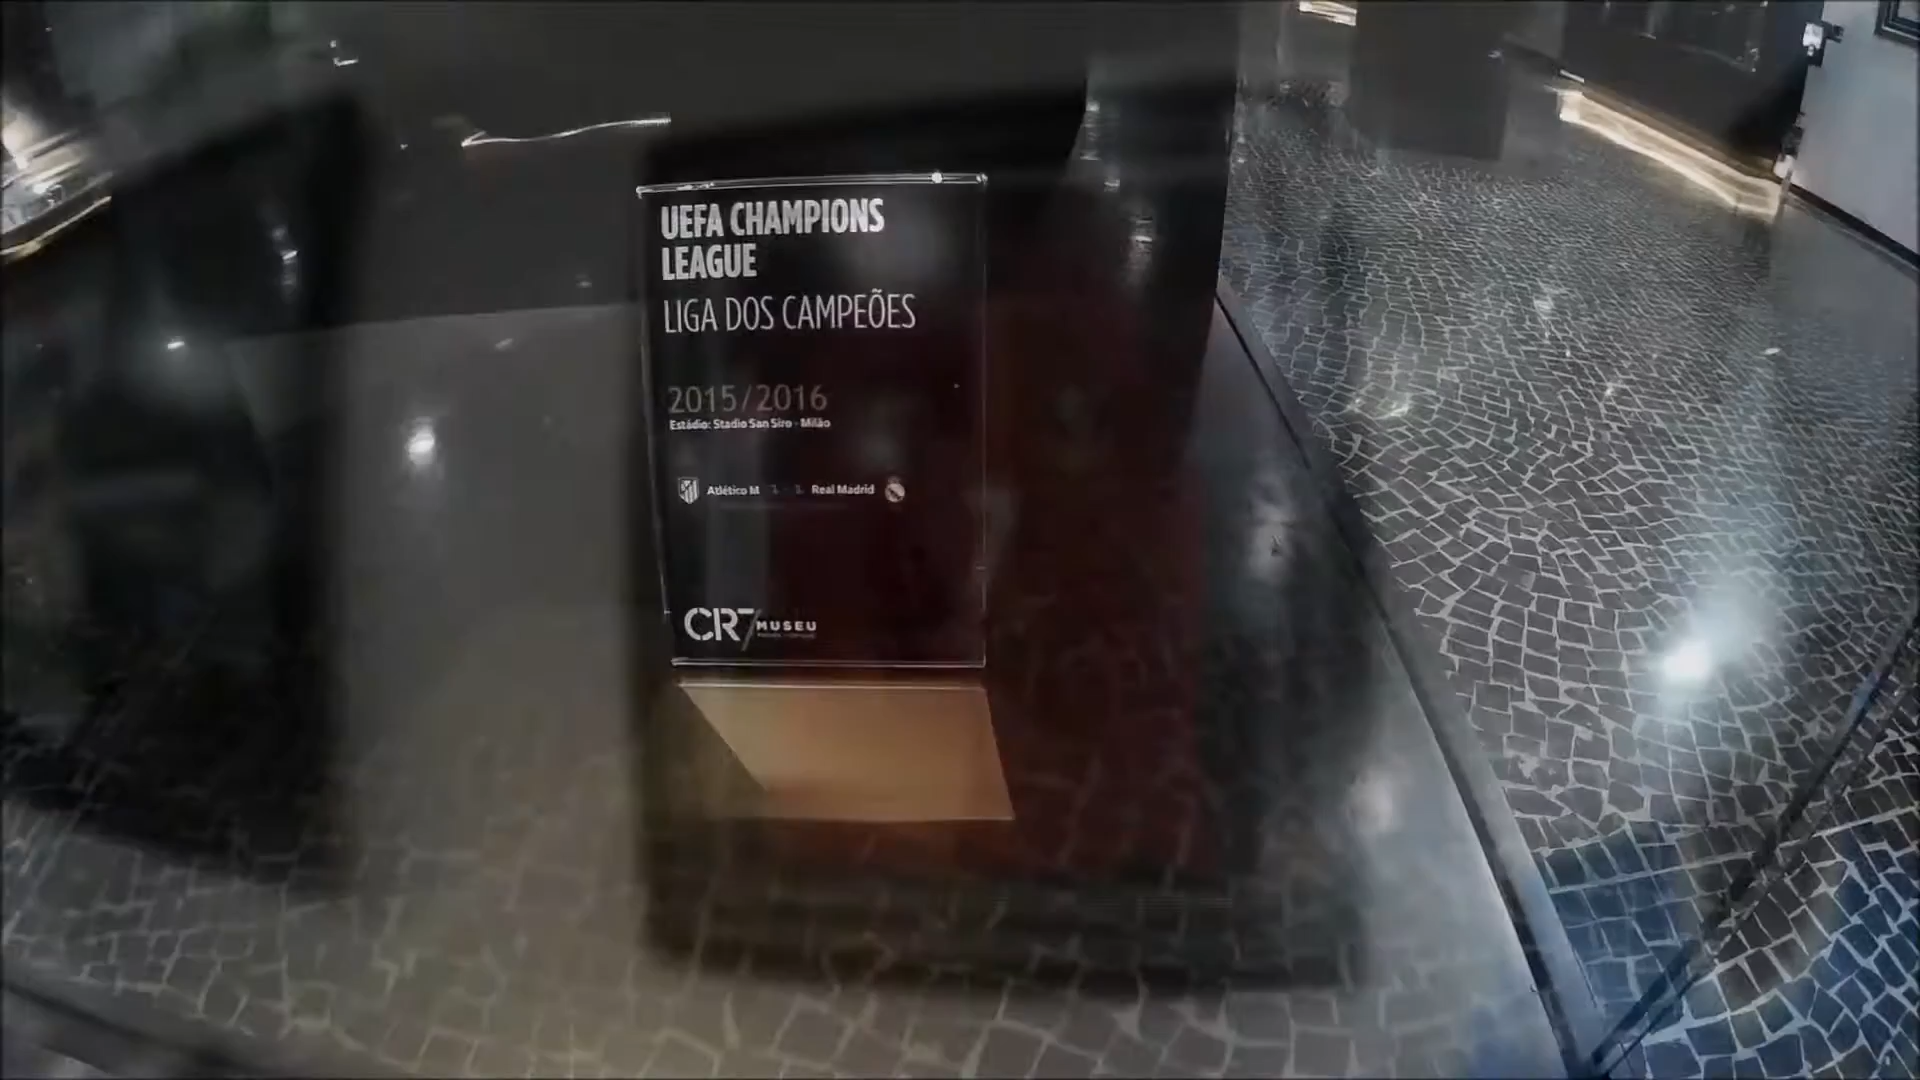 UEFA CHAMPIONS
LEAGUE
LIGA DOS CAMPEÕES
2015/2016
Estádio: Stadio San Siro - Milão
Atlético M Real Madrid
CR7 MUSEU